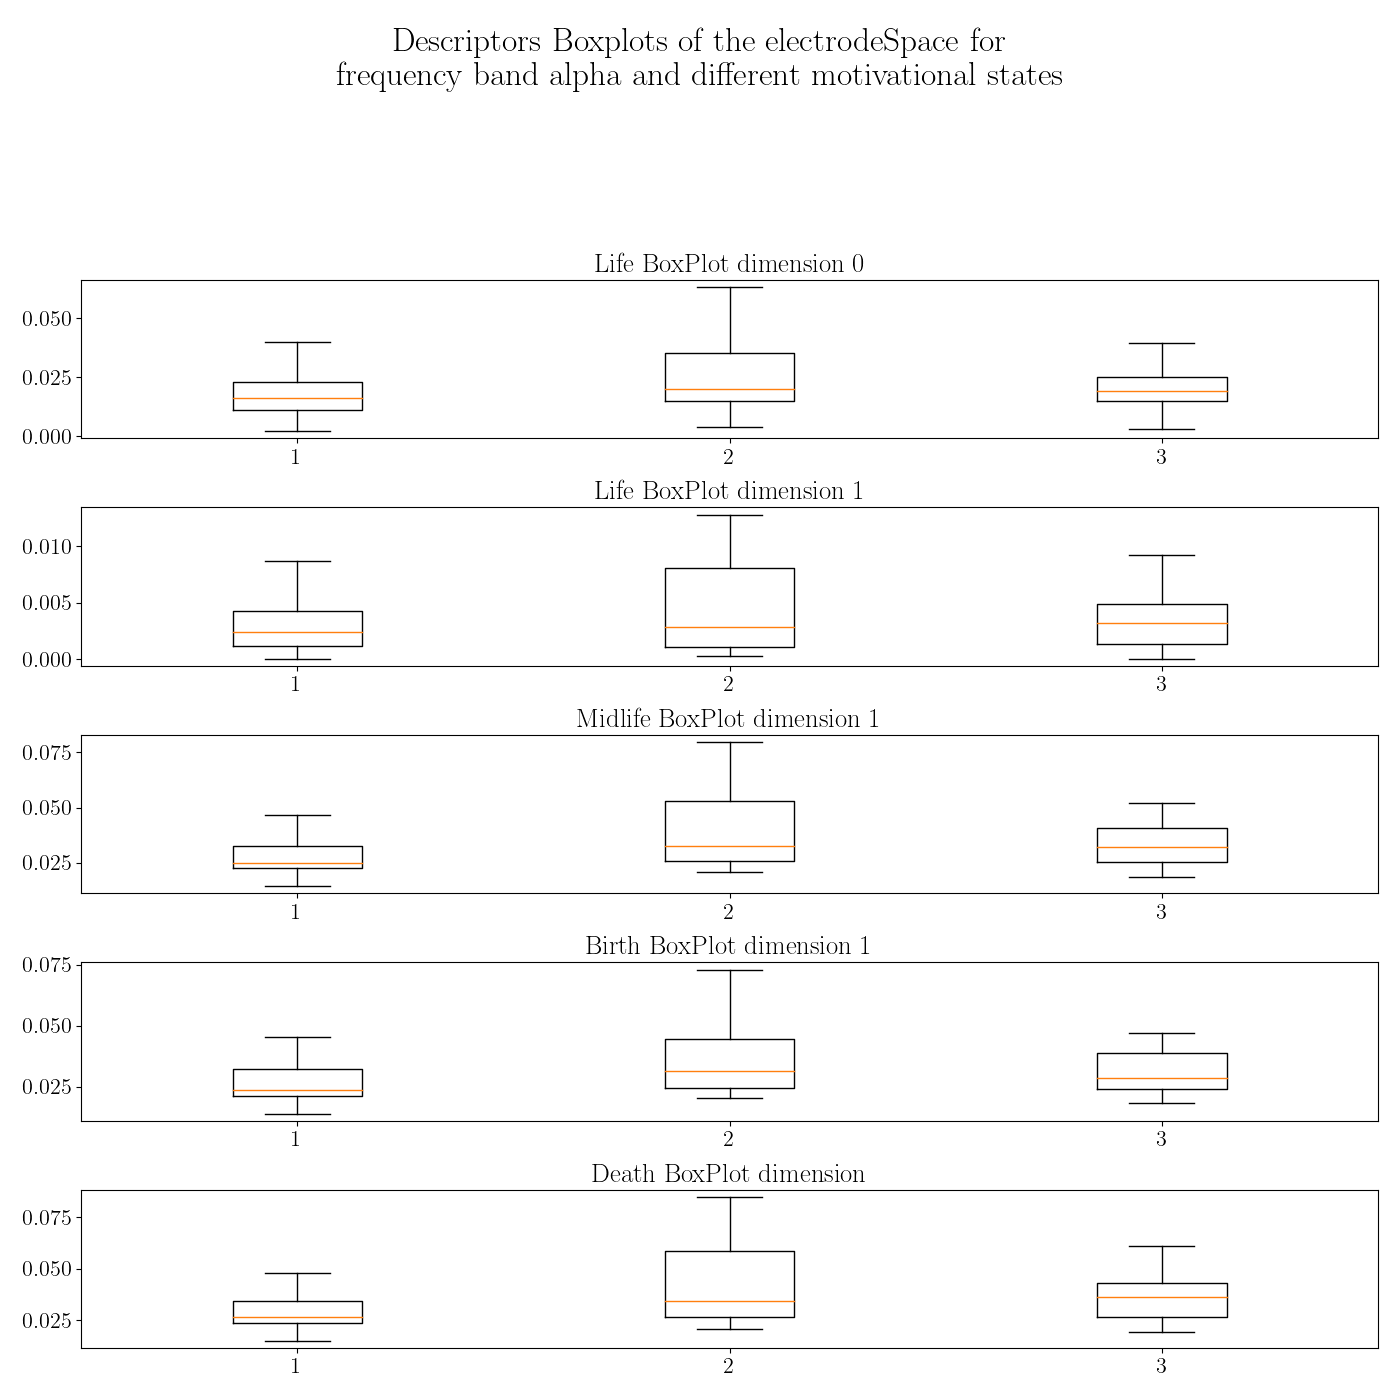 Descriptors Boxplots of the electrodeSpace for
frequency band alpha and different motivational states
Life BoxPlot dimension 0
0.050
0.025
0.000
1 2 3
Life BoxPlot dimension 1
0.010
0.005
0.000
1 2 3
Midlife BoxPlot dimension 1
0.075
0.050
0.025
1 2 3
Birth BoxPlot dimension 1
0.075
0.050
0.025
1 2 3
Death BoxPlot dimension
0.075
0.050
0.025
1 2 3